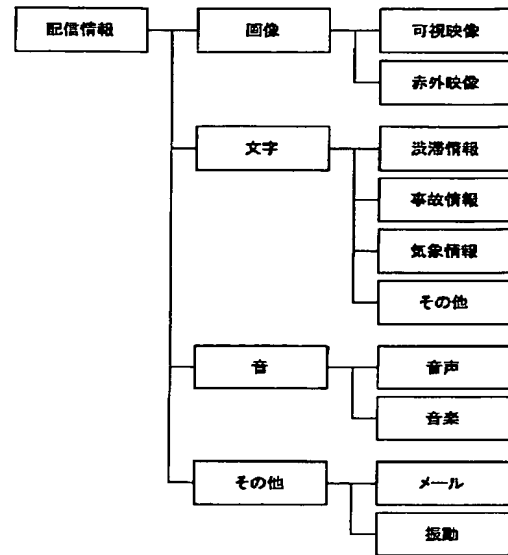 配信情報
画像
可視映像
赤外映像
文字
渋滞情報
事故情報
気象情報
その他
音
音声
音楽
その他
メール
振動